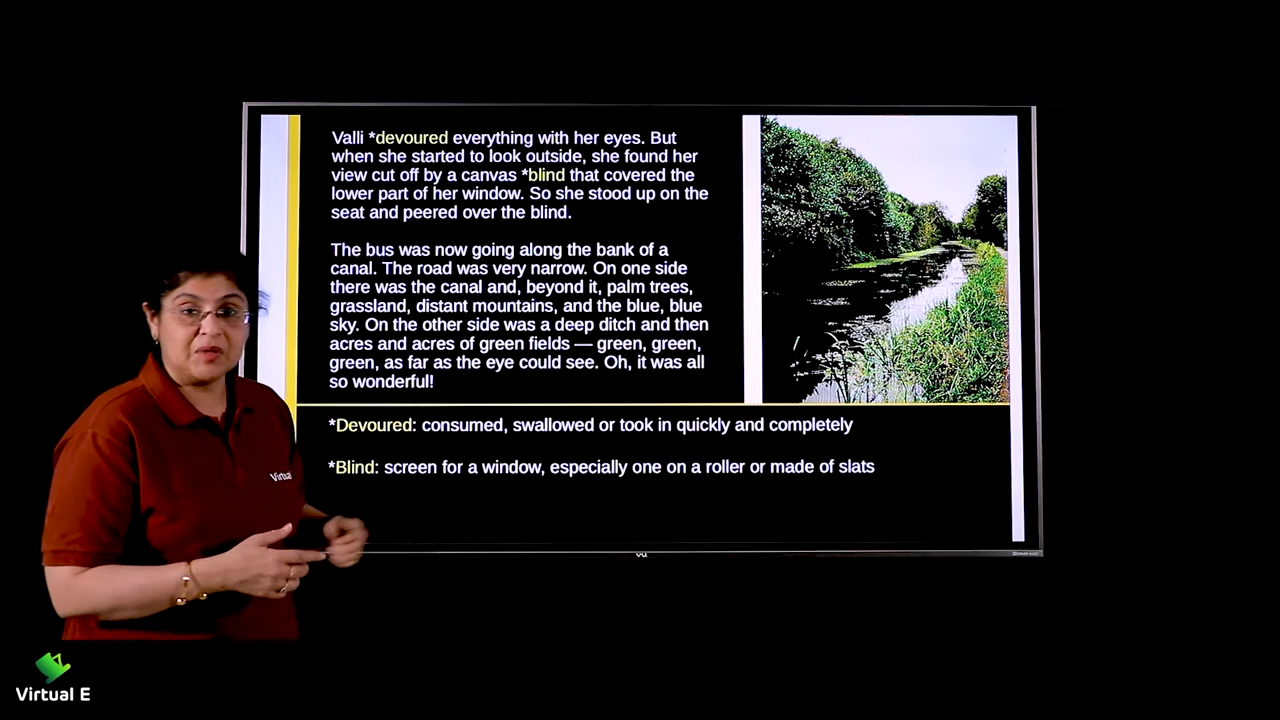 Valli *devoured everything with her eyes. But
when she started to look outside, she found her
view cut off by a canvas *blind that covered the
lower part of her window. So she stood up on the
seat and peered over the blind.
The bus was now going along the bank of a
canal. The road was very narrow. On one side
there was the canal and, beyond it, palm trees,
grassland, distant mountains, and the blue, blue
sky. On the other side was a deep ditch and then
acres and acres of green fields — green, green,
green, as far as the eye could see. Oh, it was all
so wonderful!
*Devoured: consumed, swallowed or took in quickly and completely
*Blind: screen for a window, especially one on a roller or made of slats
Virtual
Virtual E